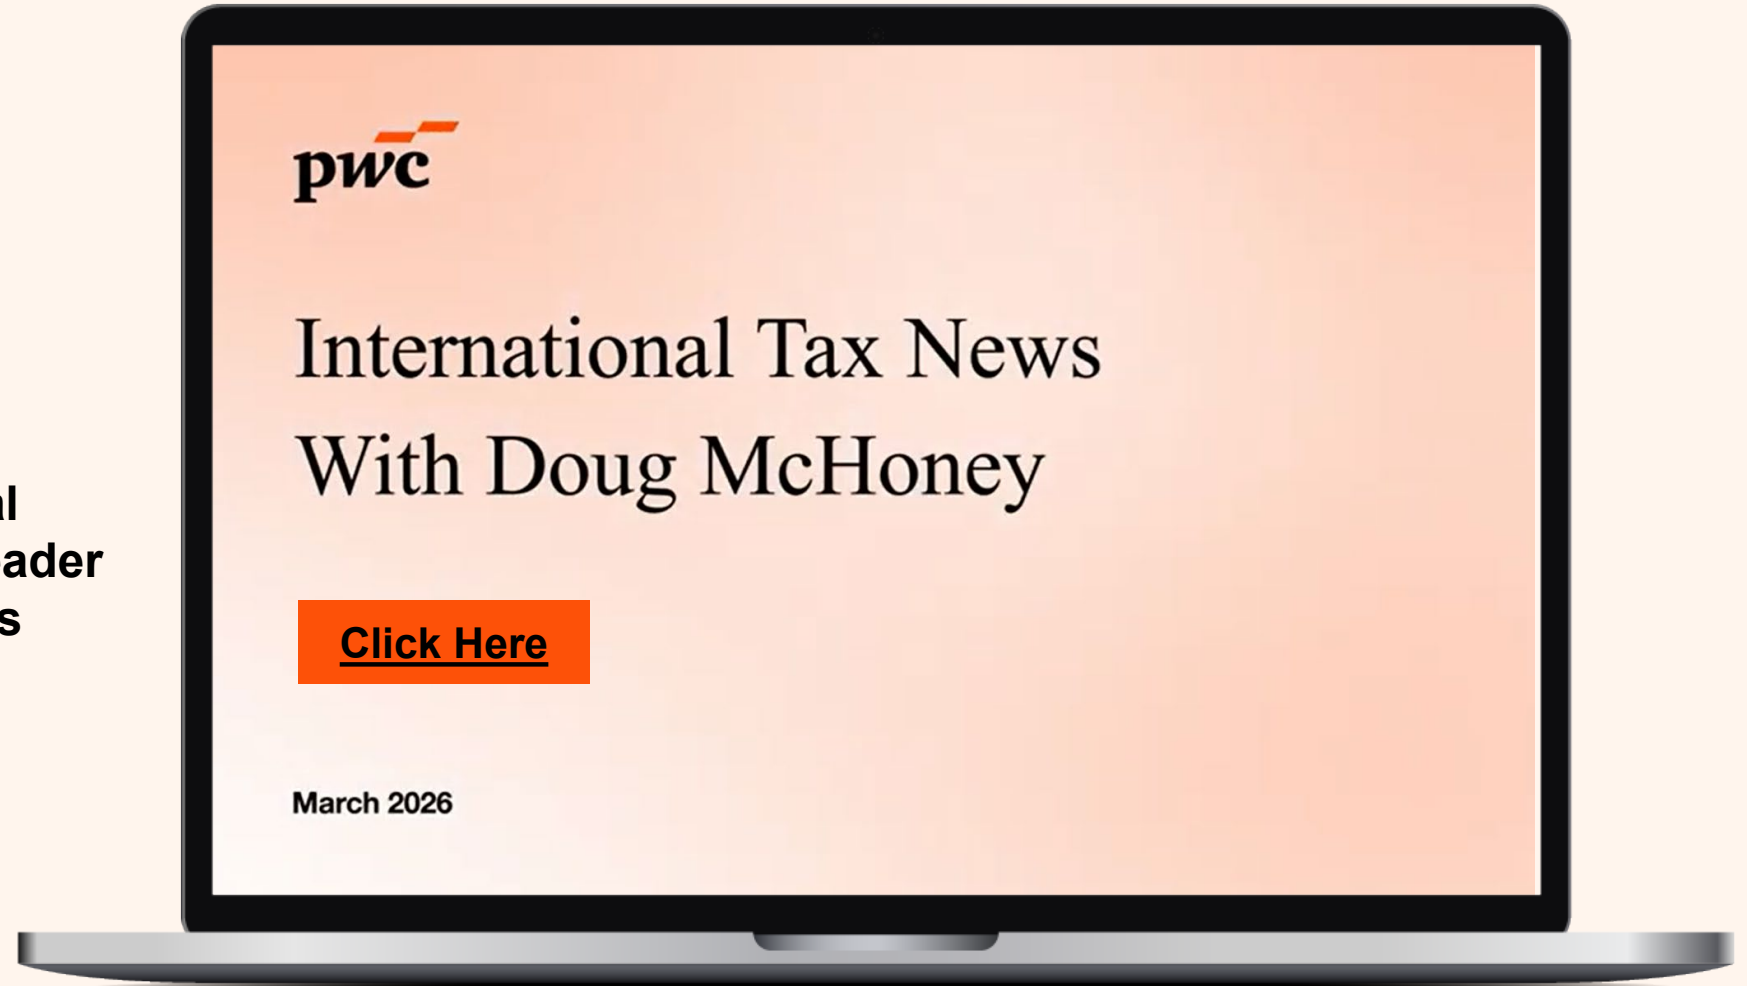 pwc
International Tax News
With Doug McHoney
Click Here
March 2026